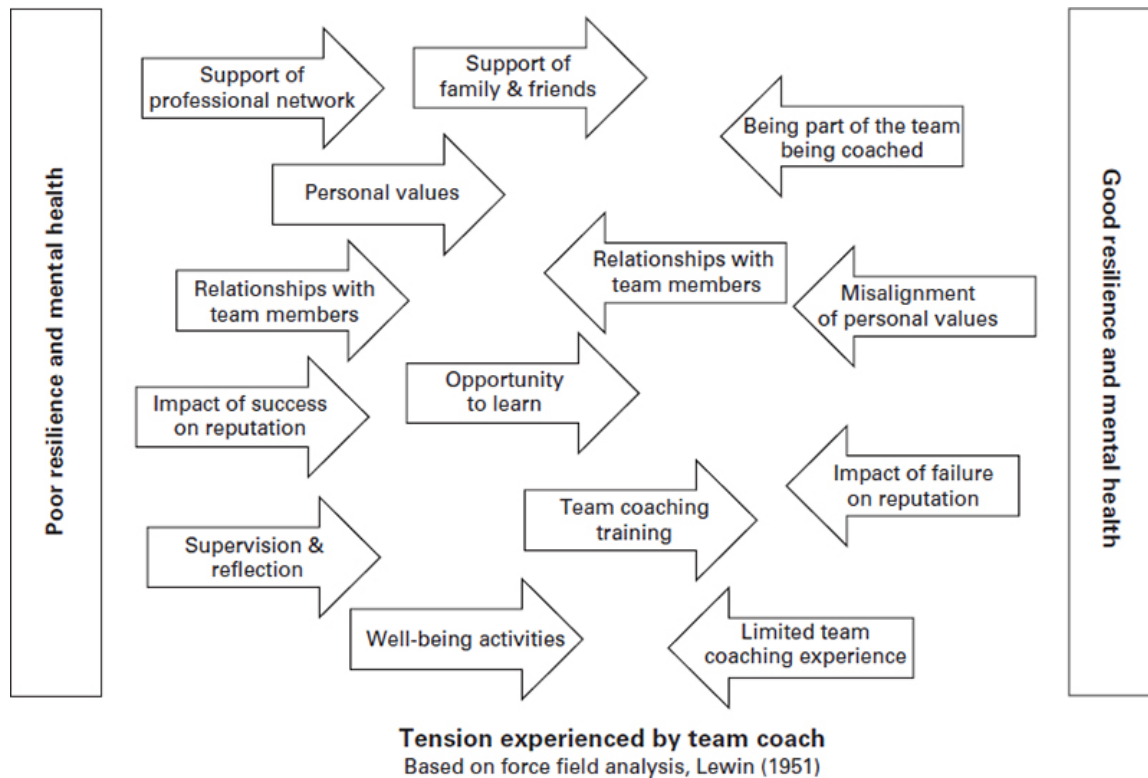 Poor resilience and mental health
Support of
professional network
Support of
family & friends
Being part of the team
being coached
Personal values
Relationships with
team members
Relationships with
team members
Misalignment
of personal values
Impact of success
on reputation
Opportunity
to learn
Impact of failure
on reputation
Supervision &
reflection
Team coaching
training
Well-being activities
Limited team
coaching experience
Good resilience and mental health
Tension experienced by team coach
Based on force field analysis, Lewin (1951)